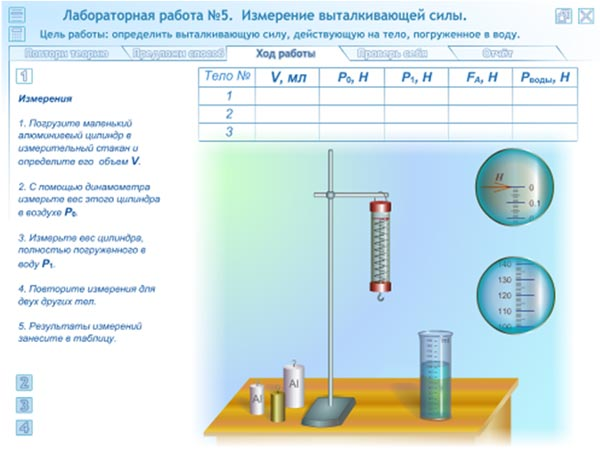 Лабораторная работа №5. Измерение выталкивающей силы.
Цель работы: определить выталкивающую силу, действующую на тело, погруженное в воду.
Повтори теорию Предложи способ Ход работы Проверь себя Отчёт
1
Тело № V, мл P0, Н P1, Н FA, Н Pводы, Н
1
2
3
Измерения
1. Погрузите маленький
алюминиевый цилиндр в
измерительный стакан и
определите его объем V.
2. С помощью динамометра
измерьте вес этого цилиндра
в воздухе P0.
3. Измерьте вес цилиндра,
полностью погруженного в
воду P1.
4. Повторите измерения для
двух других тел.
5. Результаты измерений
занесите в таблицу.
2
3
4
Н
0
0.1
140
130
120
110
100
Al
Al